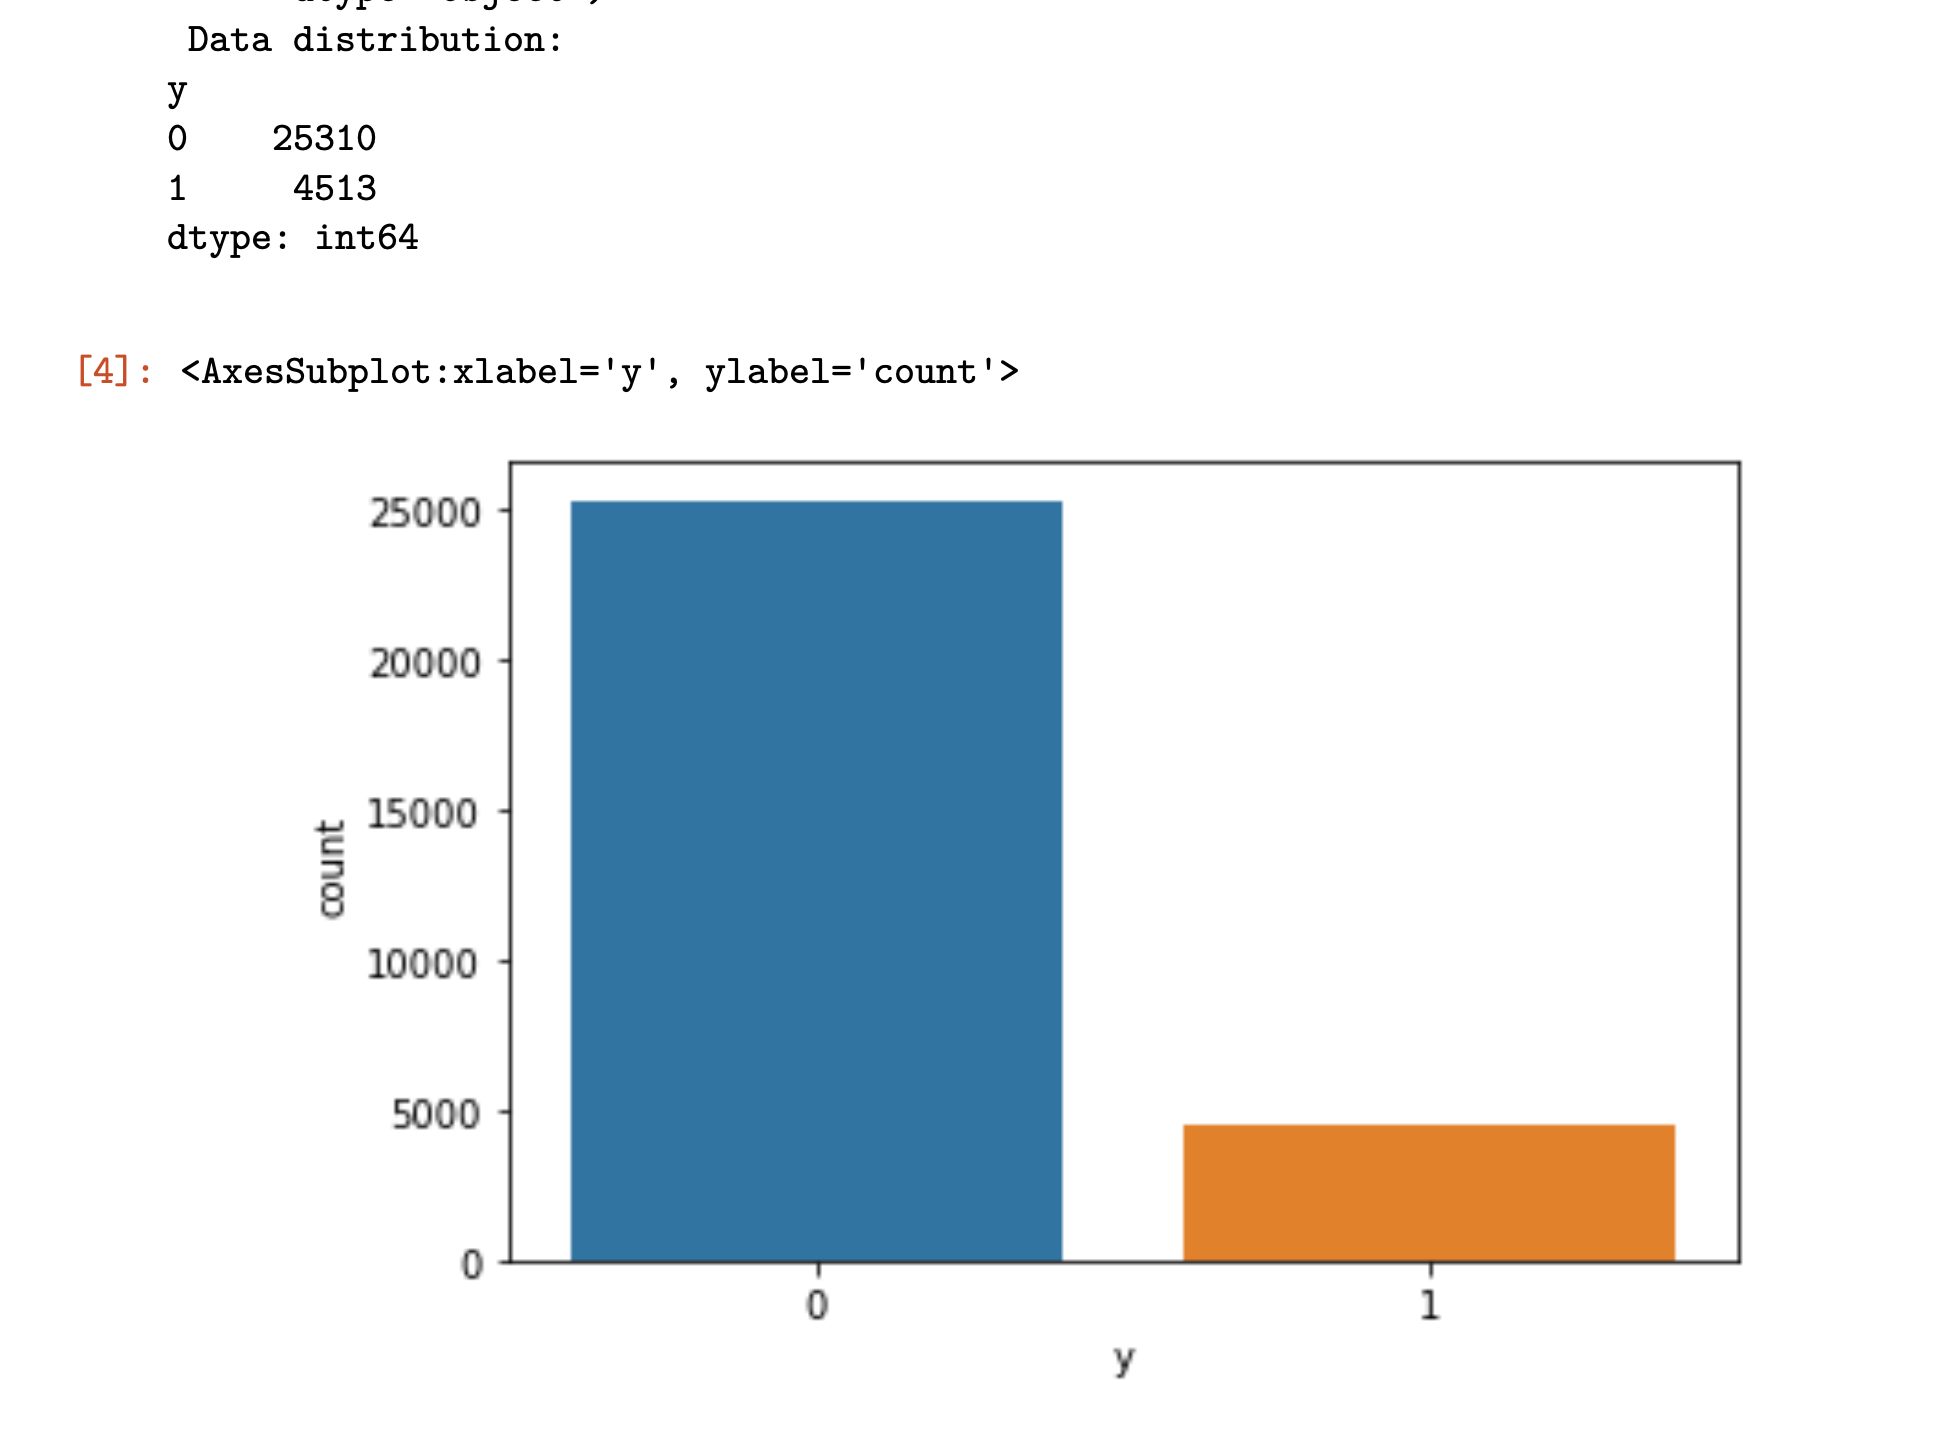 Data distribution:
y
0    25310
1     4513
dtype: int64
[4]: <AxesSubplot:xlabel='y', ylabel='count'>
25000
20000
15000
10000
5000
0
count
0 1
y